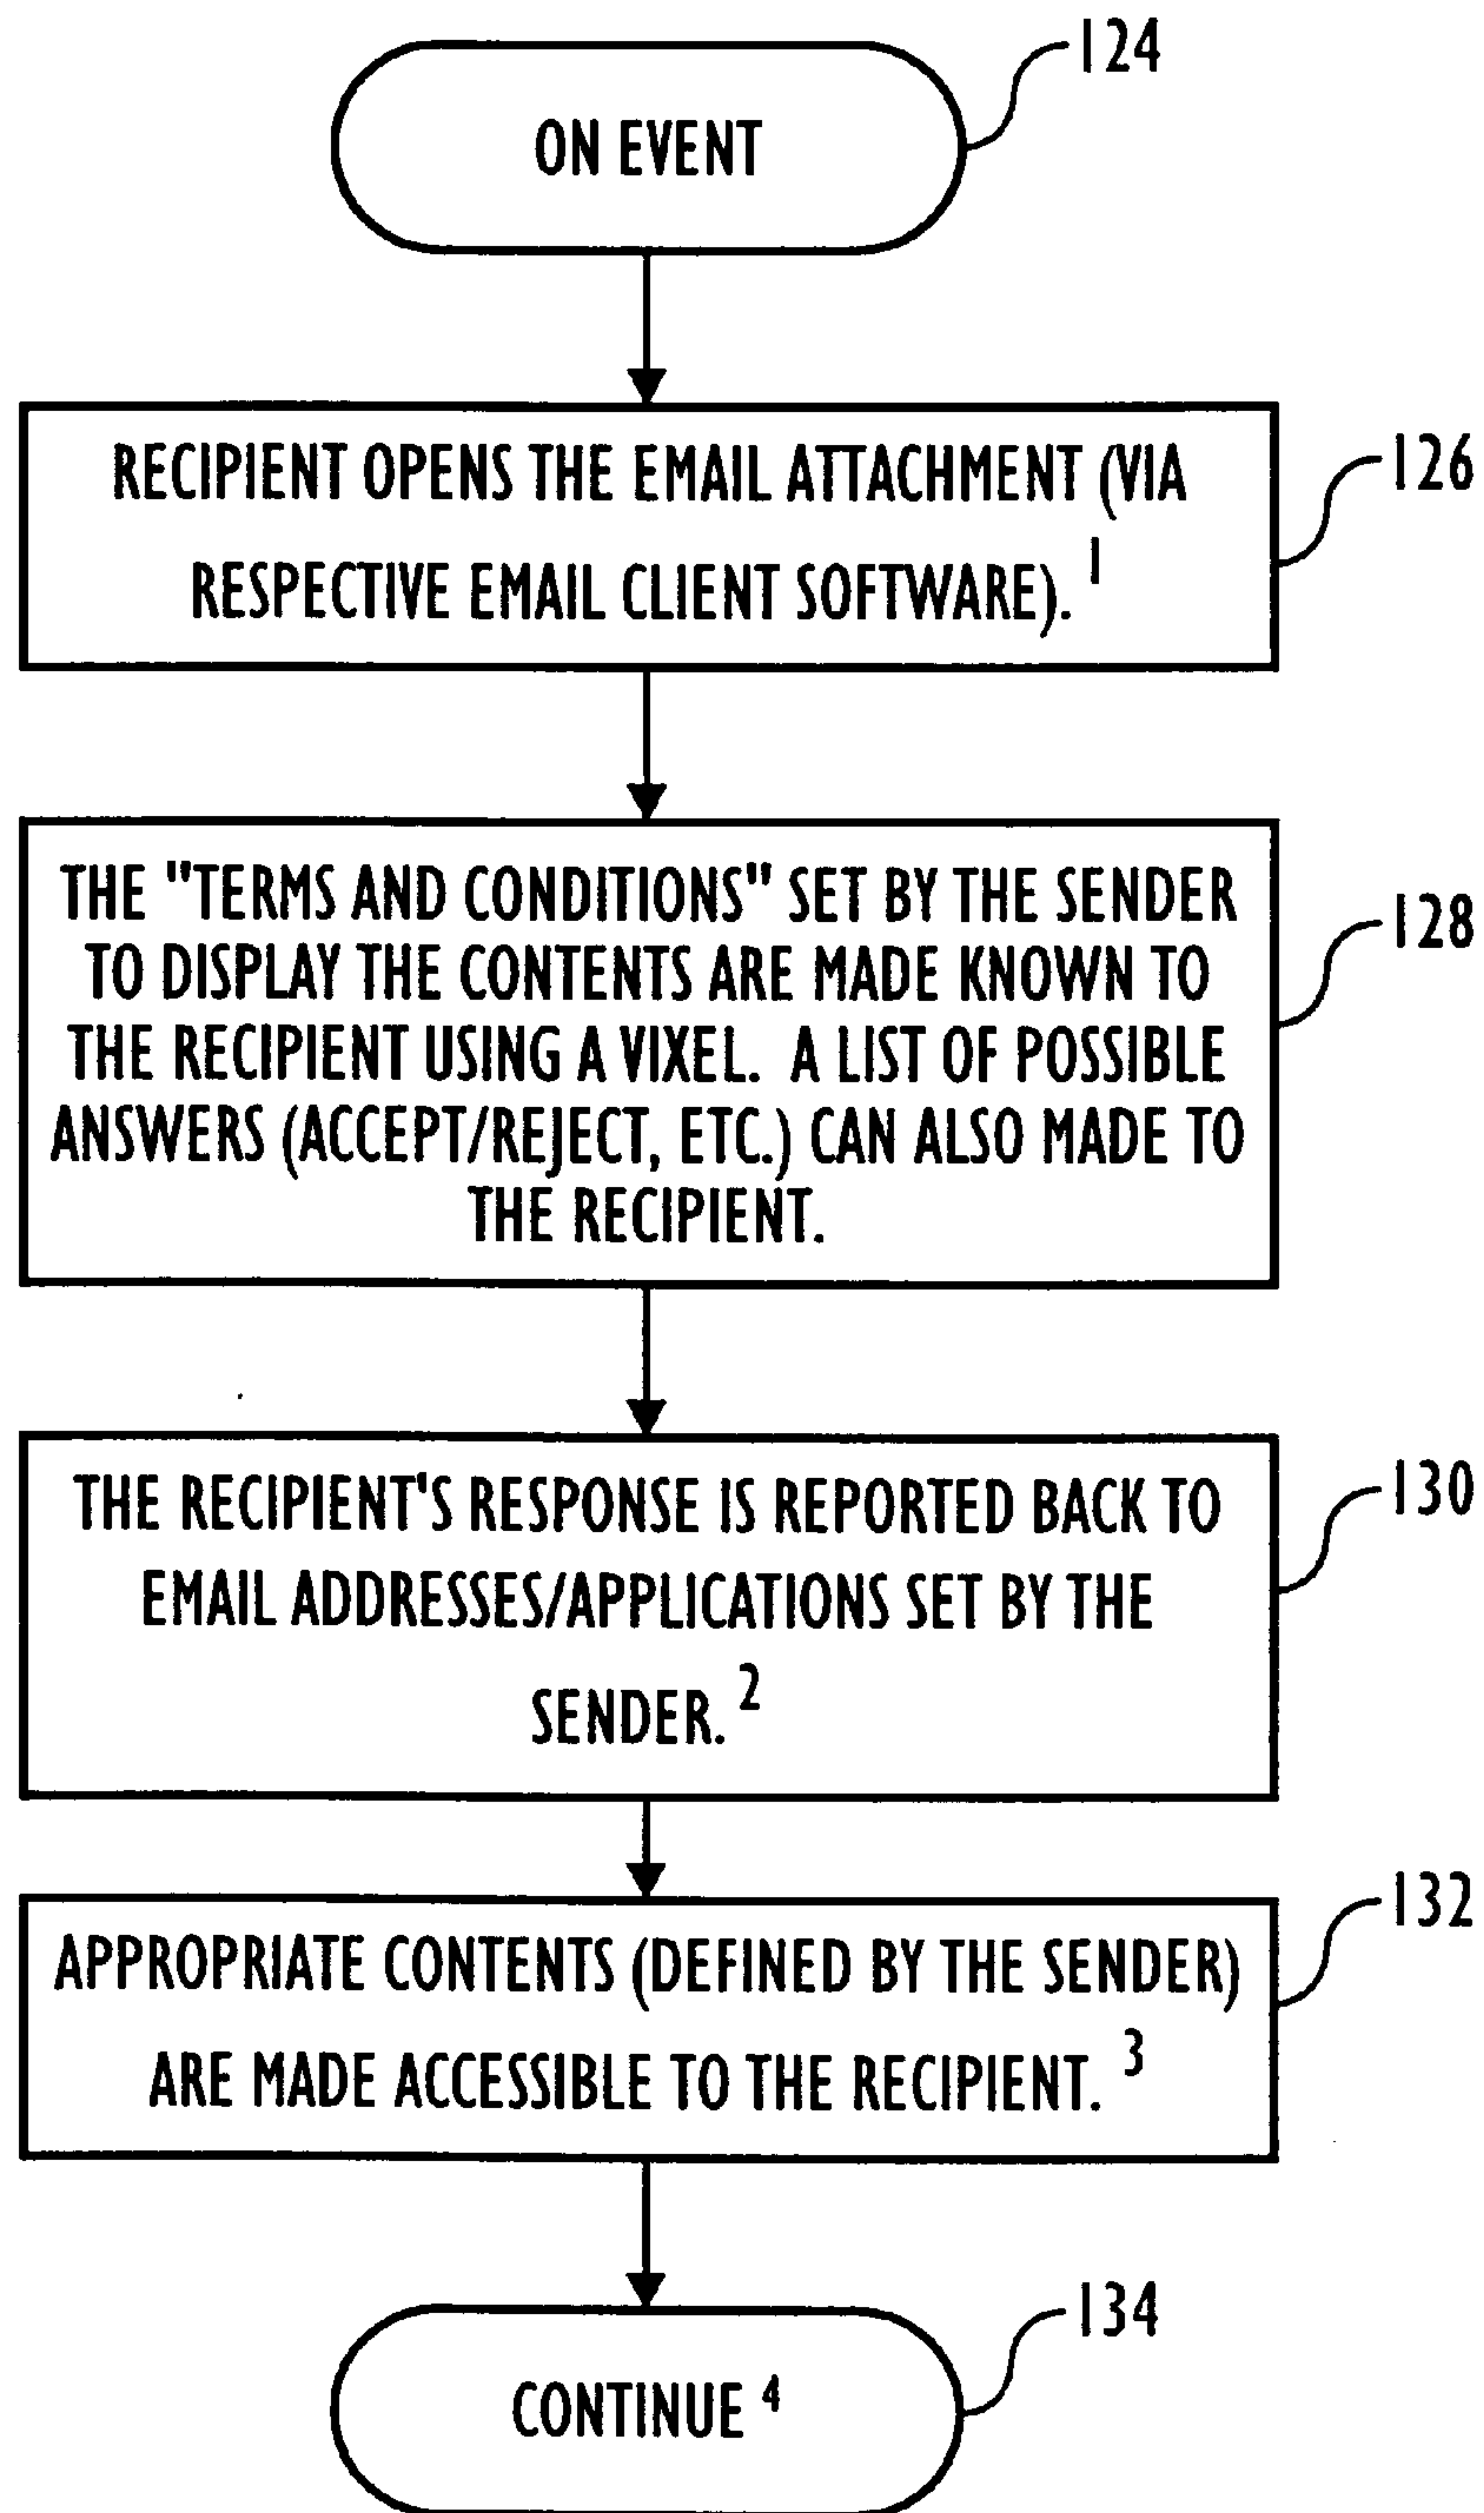 124
ON EVENT
126
RECIPIENT OPENS THE EMAIL ATTACHMENT (VIA
RESPECTIVE EMAIL CLIENT SOFTWARE). 1
128
THE "TERMS AND CONDITIONS" SET BY THE SENDER
TO DISPLAY THE CONTENTS ARE MADE KNOWN TO
THE RECIPIENT USING A VIXEL. A LIST OF POSSIBLE
ANSWERS (ACCEPT/REJECT, ETC.) CAN ALSO MADE TO
THE RECIPIENT.
130
THE RECIPIENT'S RESPONSE IS REPORTED BACK TO
EMAIL ADDRESSES/APPLICATIONS SET BY THE
SENDER. 2
132
APPROPRIATE CONTENTS (DEFINED BY THE SENDER)
ARE MADE ACCESSIBLE TO THE RECIPIENT. 3
134
CONTINUE 4